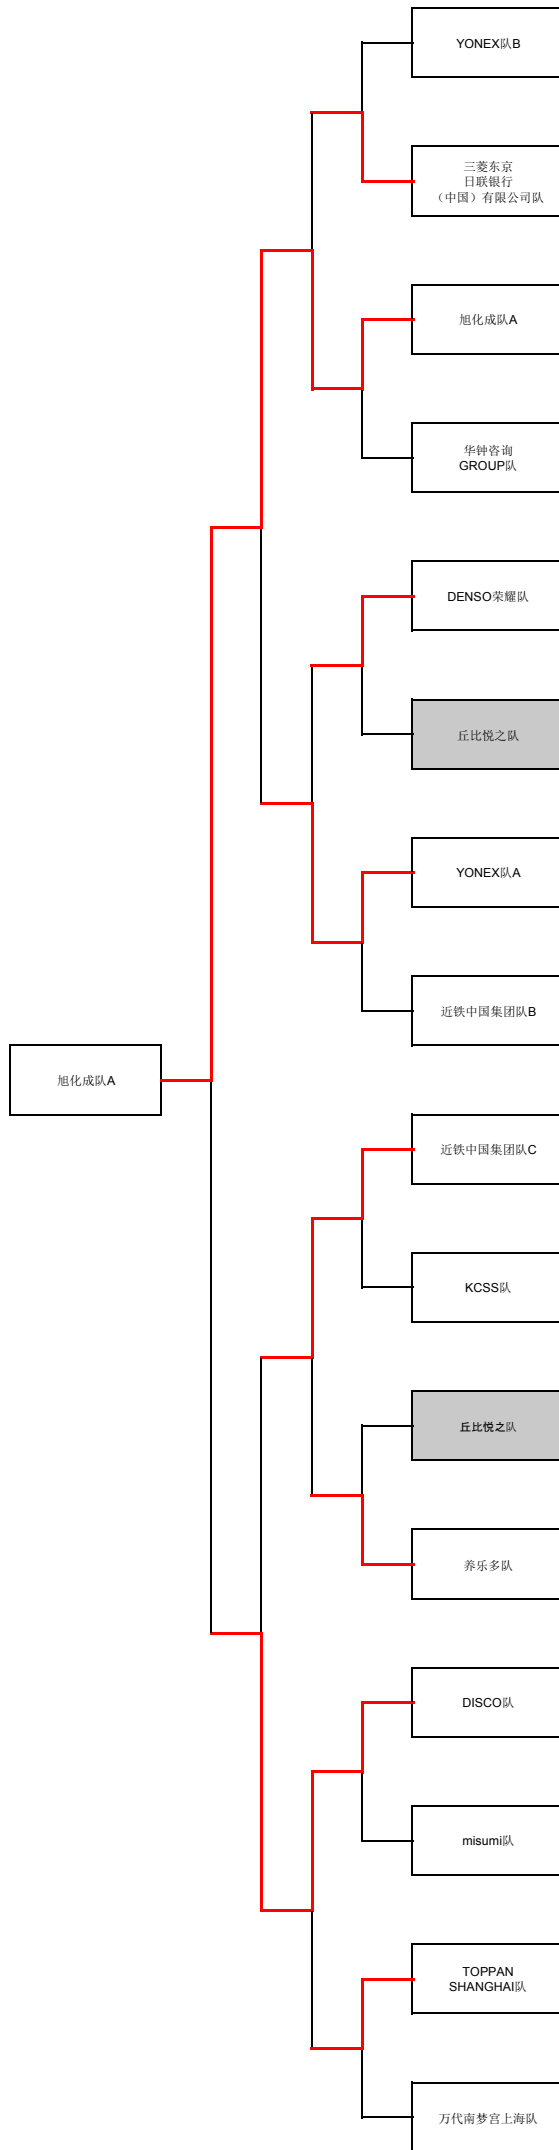 YONEX队B
三菱东京
日联银行
（中国）有限公司队
旭化成队A
华钟咨询
GROUP队
DENSO荣耀队
丘比悦之队
YONEX队A
近铁中国集团队B
旭化成队A
近铁中国集团队C
KCSS队
丘比悦之队
养乐多队
DISCO队
misumi队
TOPPAN
SHANGHAI队
万代南梦宫上海队